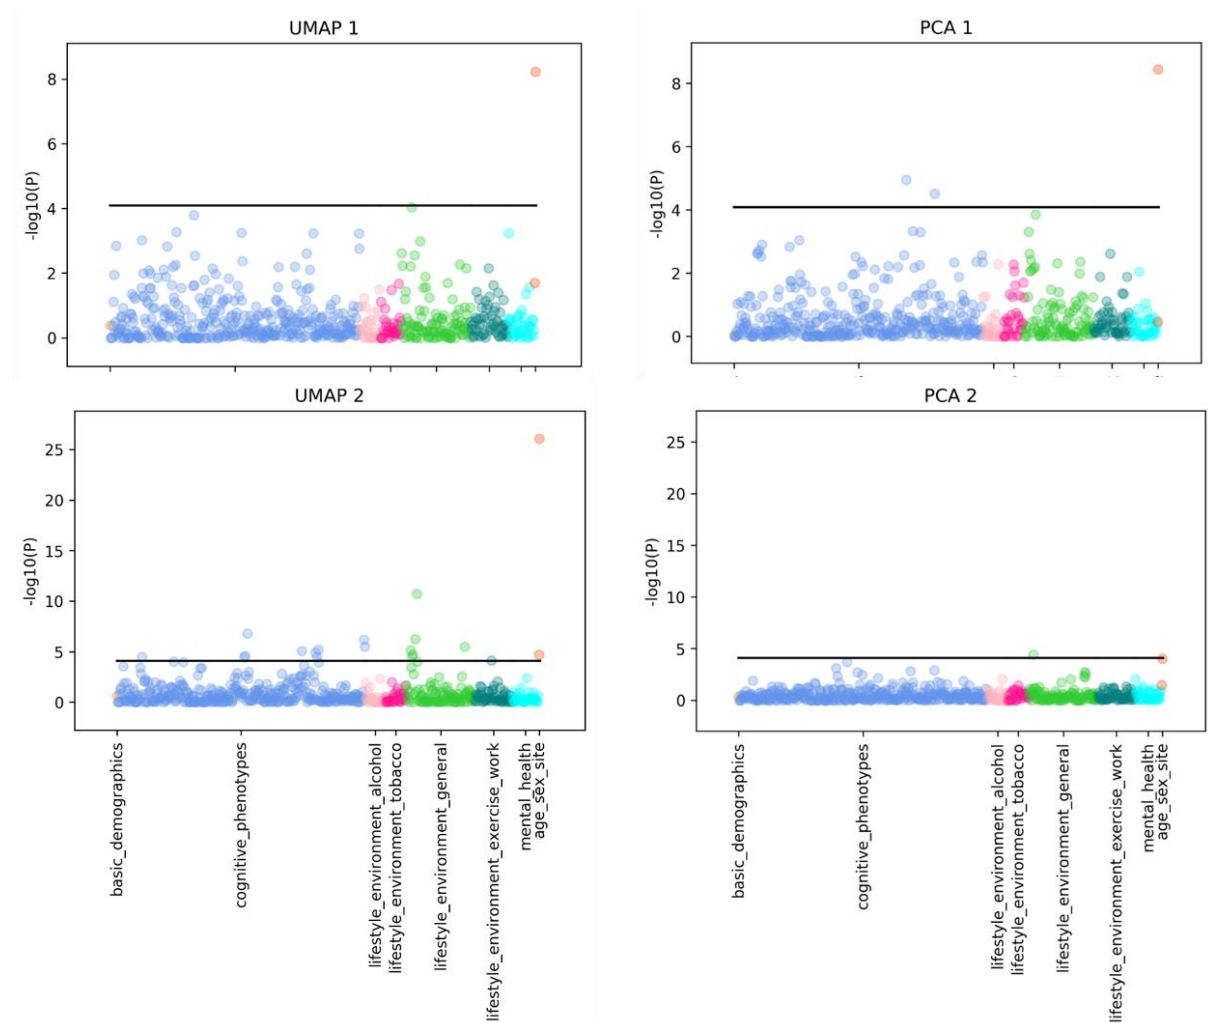 UMAP 1
PCA 1
-log10(P)
8
6
4
2
0
-log10(P)
8
6
4
2
0
UMAP 2
PCA 2
-log10(P)
25
20
15
10
5
0
-log10(P)
25
20
15
10
5
0
basic_demographics
cognitive_phenotypes
lifestyle_environment_alcohol
lifestyle_environment_tobacco
lifestyle_environment_general
lifestyle_environment_exercise_work
mental_health
age_sex_site
basic_demographics
cognitive_phenotypes
lifestyle_environment_alcohol
lifestyle_environment_tobacco
lifestyle_environment_general
lifestyle_environment_exercise_work
mental_health
age_sex_site